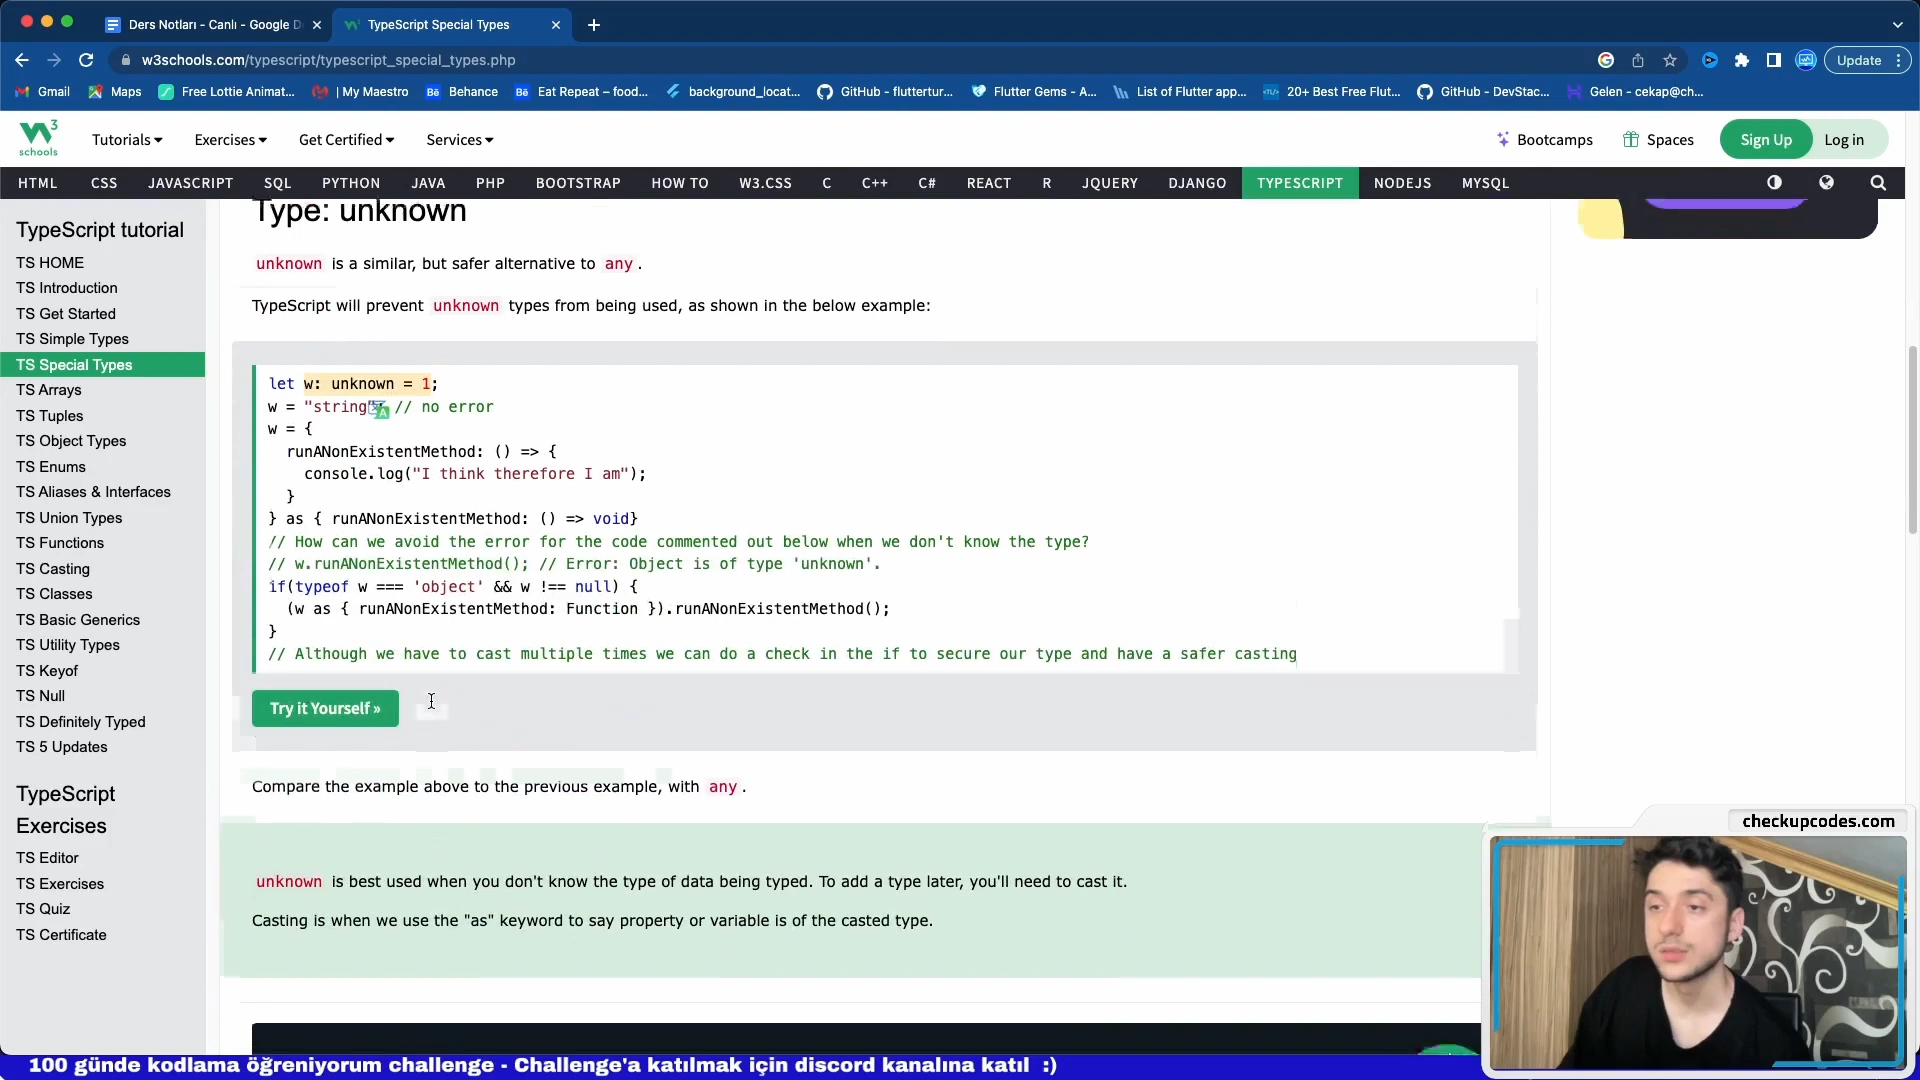 Ders Notları - Canlı - Google D
TypeScript Special Types
w3schools.com/typescript/typescript_special_types.php
Update
Gmail
Maps
Free Lottie Animat...
| My Maestro
Behance
Eat Repeat – food...
background_locat...
GitHub - fluttertur...
Flutter Gems - A...
List of Flutter app...
20+ Best Free Flut...
GitHub - DevStac...
Gelen - cekap@ch...
W3 schools
Tutorials
Exercises
Get Certified
Services
Bootcamps
Spaces
Sign Up
Log in
HTML CSS JAVASCRIPT SQL PYTHON JAVA PHP BOOTSTRAP HOW TO W3.CSS C C++ C# REACT R JQUERY DJANGO TYPESCRIPT NODEJS MYSQL
TypeScript tutorial
TS HOME
TS Introduction
TS Get Started
TS Simple Types
TS Special Types
TS Arrays
TS Tuples
TS Object Types
TS Enums
TS Aliases & Interfaces
TS Union Types
TS Functions
TS Casting
TS Classes
TS Basic Generics
TS Utility Types
TS Keyof
TS Null
TS Definitely Typed
TS 5 Updates
TypeScript
Exercises
TS Editor
TS Exercises
TS Quiz
TS Certificate
Type: unknown
unknown is a similar, but safer alternative to any.
TypeScript will prevent unknown types from being used, as shown in the below example:
let w: unknown = 1;
w = "string"; // no error
w = {
runANonExistentMethod: () => {
console.log("I think therefore I am");
}
} as { runANonExistentMethod: () => void}
// How can we avoid the error for the code commented out below when we don't know the type?
// w.runANonExistentMethod(); // Error: Object is of type 'unknown'.
if(typeof w === 'object' && w !== null) {
(w as { runANonExistentMethod: Function }).runANonExistentMethod();
}
// Although we have to cast multiple times we can do a check in the if to secure our type and have a safer casting
Try it Yourself »
Compare the example above to the previous example, with any.
unknown is best used when you don't know the type of data being typed. To add a type later, you'll need to cast it.
Casting is when we use the "as" keyword to say property or variable is of the casted type.
checkupcodes.com
100 günde kodlama öğreniyorum challenge - Challenge'a katılmak için discord kanalına katıl :)